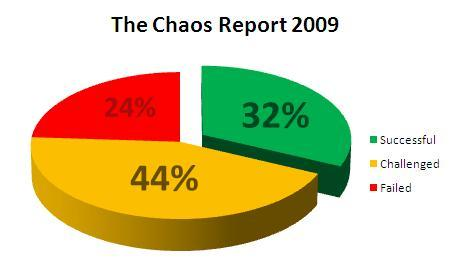 The Chaos Report 2009
24%
32%
44%
Successful
Challenged
Failed